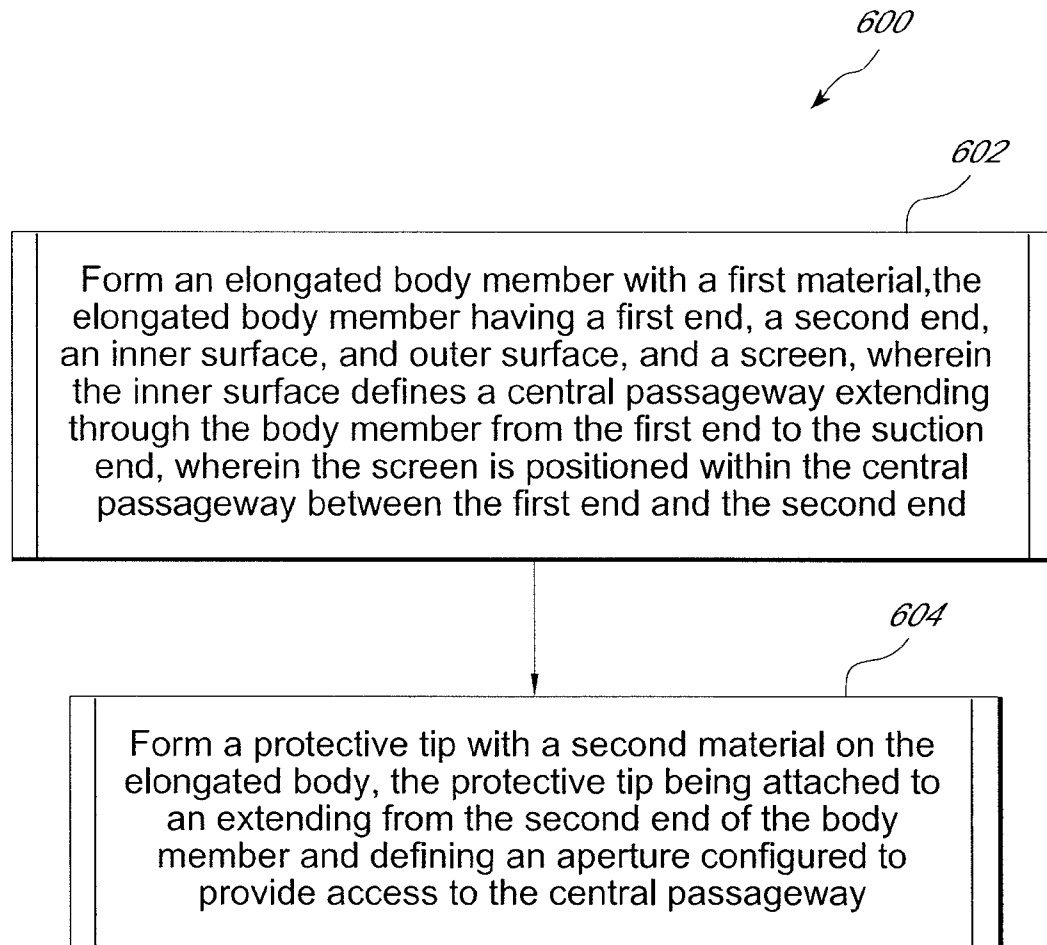 600
602
Form an elongated body member with a first material,the
elongated body member having a first end, a second end,
an inner surface, and outer surface, and a screen, wherein
the inner surface defines a central passageway extending
through the body member from the first end to the suction
end, wherein the screen is positioned within the central
passageway between the first end and the second end
604
Form a protective tip with a second material on the
elongated body, the protective tip being attached to
an extending from the second end of the body
member and defining an aperture configured to
provide access to the central passageway